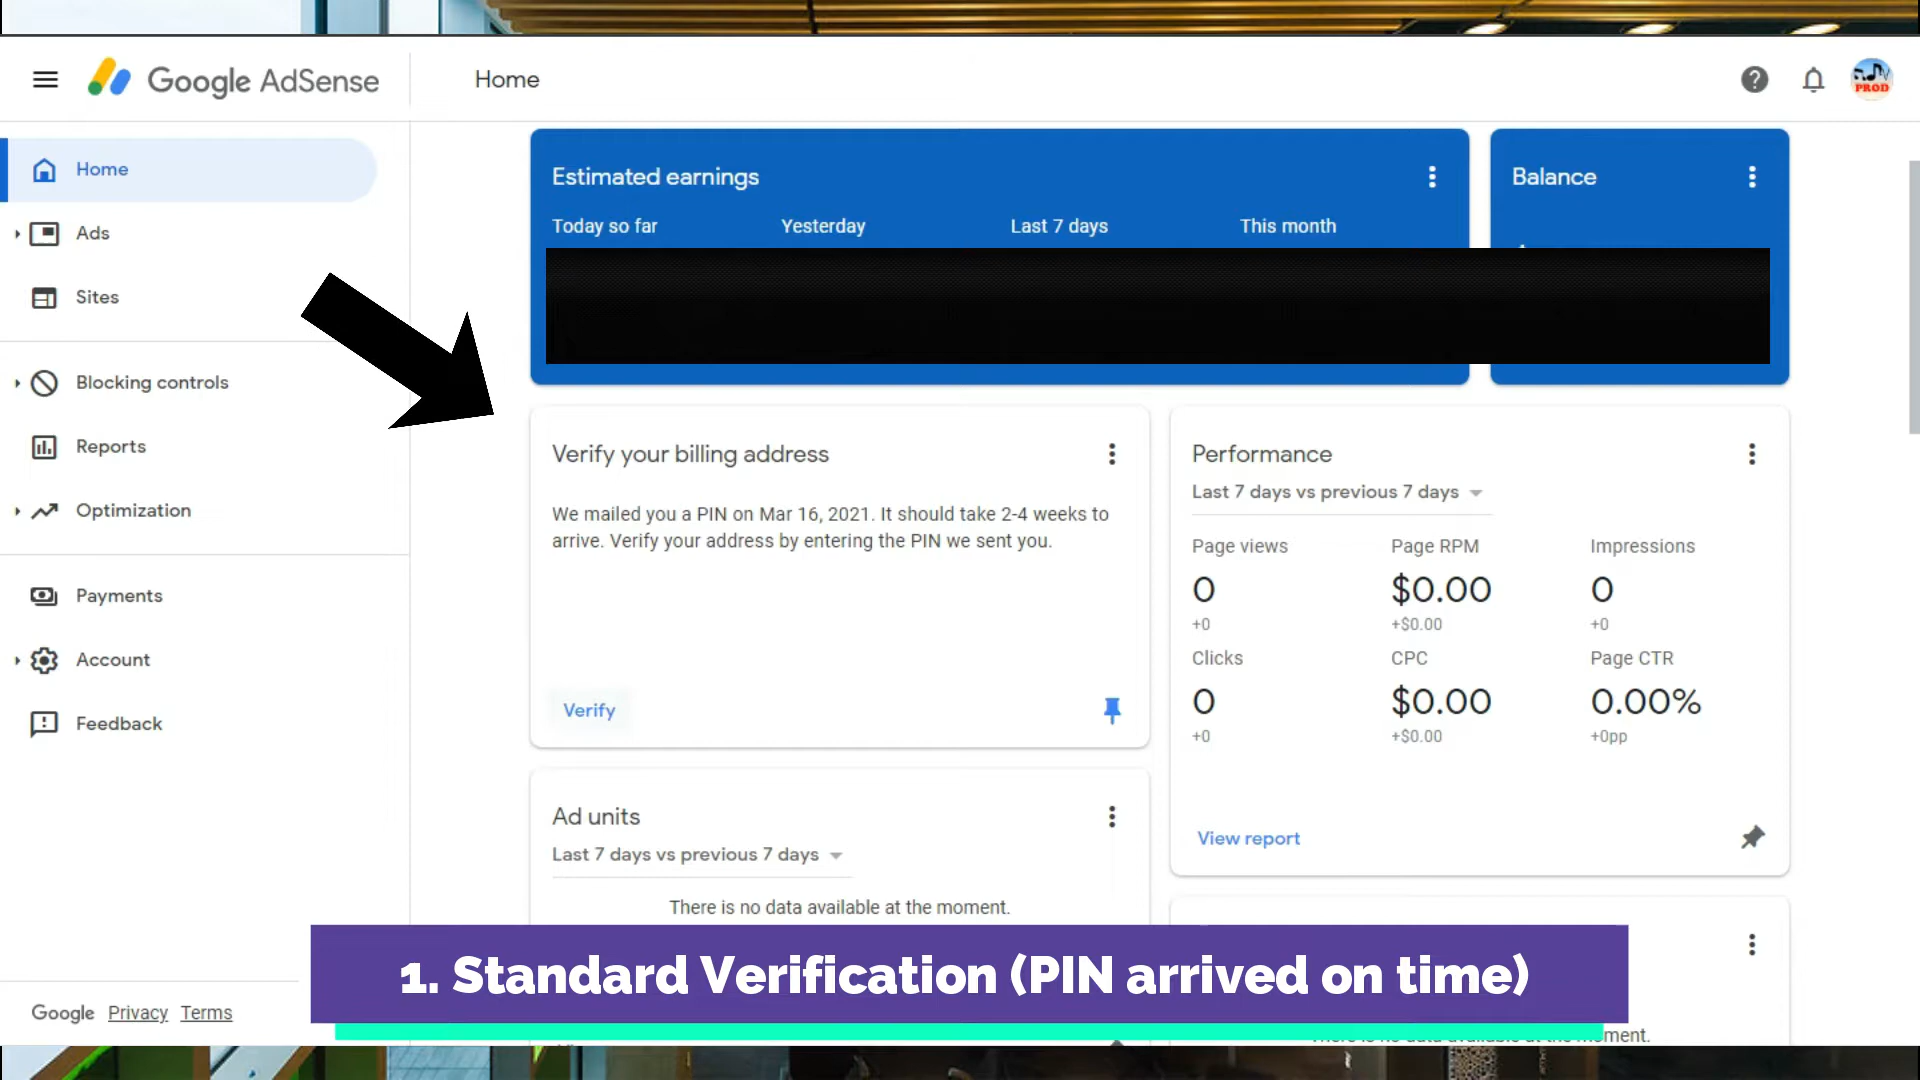 Google AdSense
Home
PROD
Home
Ads
Sites
Blocking controls
Reports
Optimization
Payments
Account
Feedback
Google Privacy Terms
Estimated earnings
Today so far Yesterday Last 7 days This month
Balance
Verify your billing address
We mailed you a PIN on Mar 16, 2021. It should take 2-4 weeks to
arrive. Verify your address by entering the PIN we sent you.
Verify
Performance
Last 7 days vs previous 7 days
Page views Page RPM Impressions
0 $0.00 0
+0 +$0.00 +0
Clicks CPC Page CTR
0 $0.00 0.00%
+0 +$0.00 +0pp
View report
Ad units
Last 7 days vs previous 7 days
There is no data available at the moment.
1. Standard Verification (PIN arrived on time)